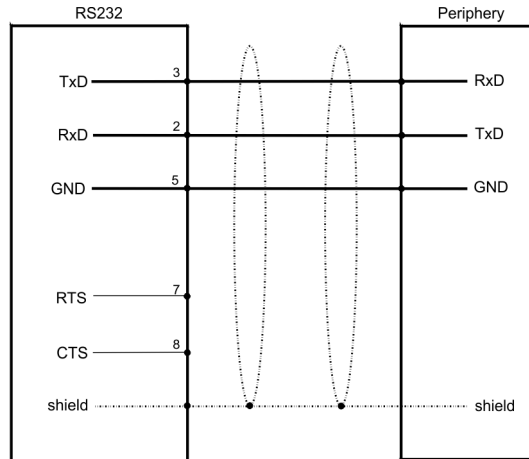 RS232 Periphery
TxD 3 RxD
RxD 2 TxD
GND 5 GND
RTS 7
CTS 8
shield shield